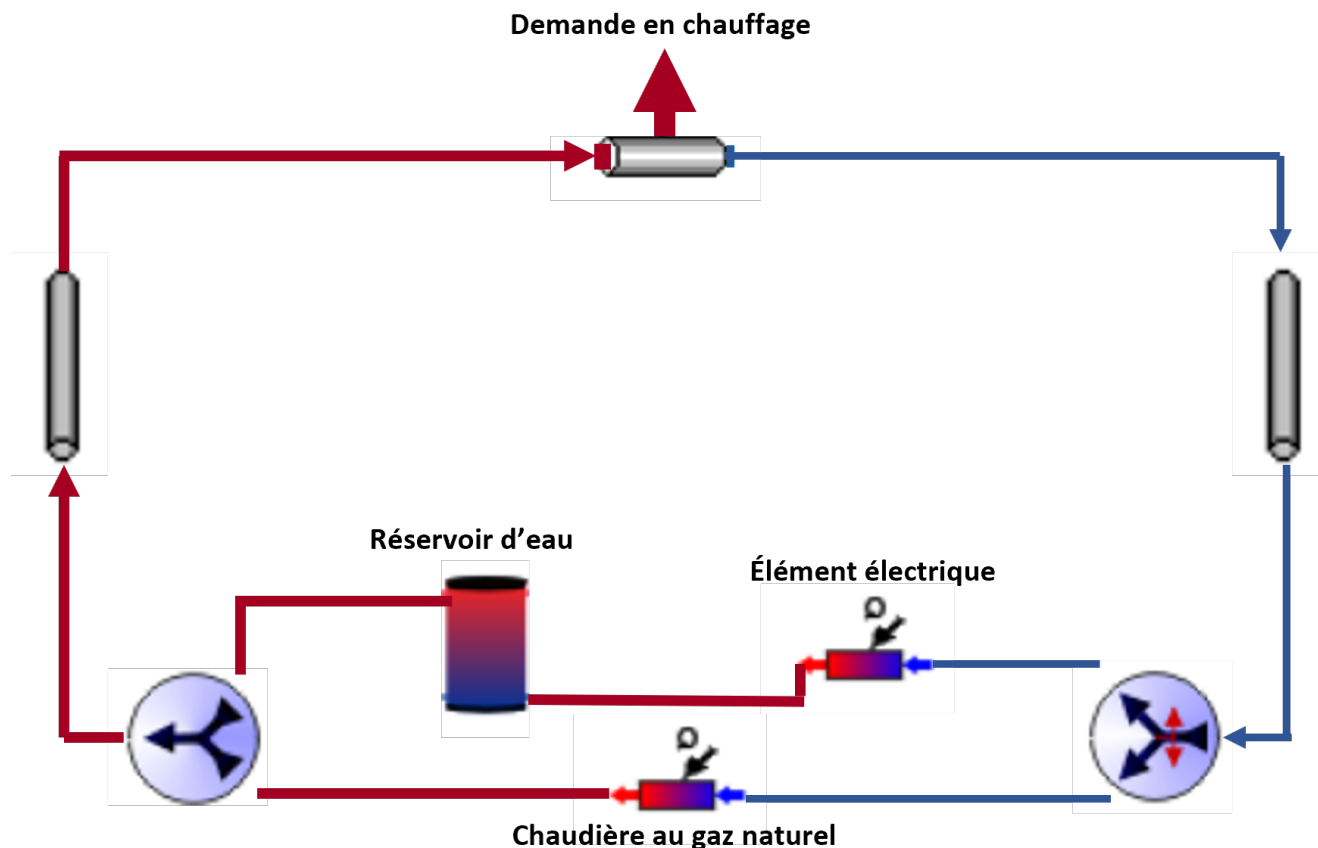 Demande en chauffage
Réservoir d’eau
Élément électrique
Q
Q
Chaudière au gaz naturel